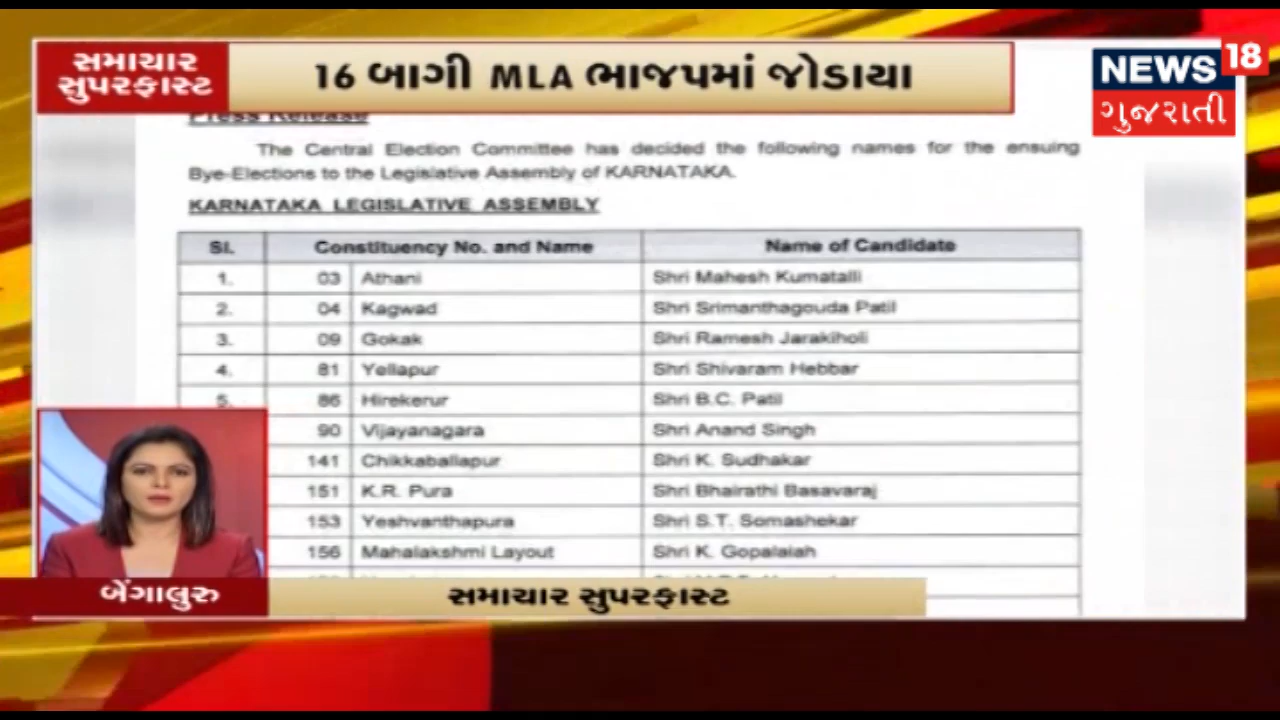 સમાચાર
સુપરફાસ્ટ
16 બાગી MLA ભાજપમાં જોડાયા
NEWS 18
ગુજરાતી
Press Release
The Central Election Committee has decided the following names for the ensuing
Bye-Elections to the Legislative Assembly of KARNATAKA.
KARNATAKA LEGISLATIVE ASSEMBLY
Sl. Constituency No. and Name Name of Candidate
1. 03 Athani Shri Mahesh Kumatalli
2. 04 Kagwad Shri Srimanthagouda Patil
3. 09 Gokak Shri Ramesh Jarakiholi
4. 81 Yellapur Shri Shivaram Hebbar
5. 86 Hirekerur Shri B.C. Patil
90 Vijayanagara Shri Anand Singh
141 Chikkaballapur Shri K. Sudhakar
151 K.R. Pura Shri Bhairathi Basavaraj
153 Yeshvanthapura Shri S.T. Somashekar
156 Mahalakshmi Layout Shri K. Gopalaiah
બેંગાલુરુ
સમાચાર સુપરફાસ્ટ